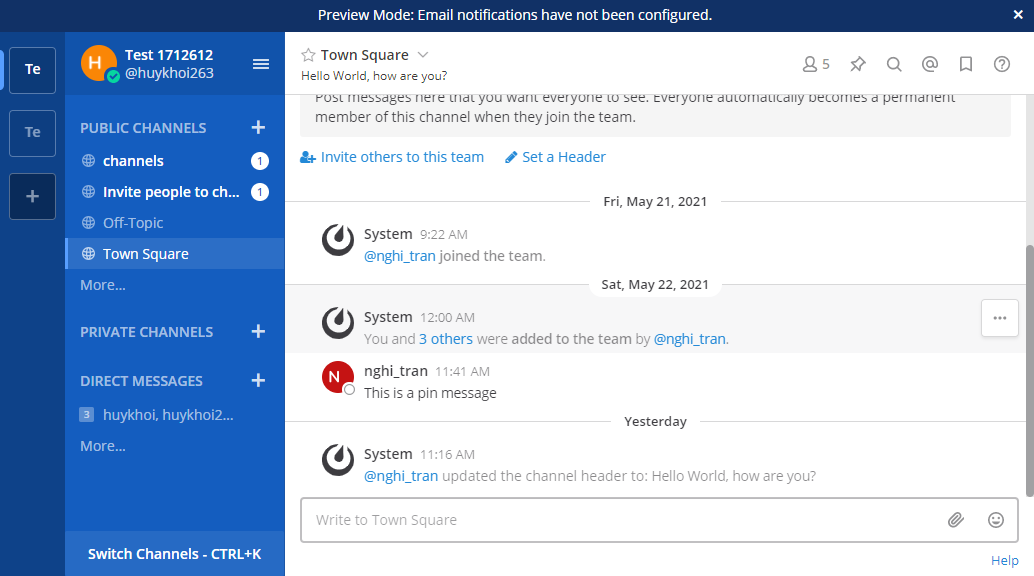 Preview Mode: Email notifications have not been configured.
Te
Te
H
Test 1712612
@huykhoi263
PUBLIC CHANNELS
channels
1
Invite people to ch...
1
Off-Topic
Town Square
More...
PRIVATE CHANNELS
DIRECT MESSAGES
3
huykhoi, huykhoi2...
More...
Switch Channels - CTRL+K
Town Square
Hello World, how are you?
5
Post messages here that you want everyone to see. Everyone automatically becomes a permanent
member of this channel when they join the team.
Invite others to this team
Set a Header
Fri, May 21, 2021
System 9:22 AM
@nghi_tran joined the team.
Sat, May 22, 2021
System 12:00 AM
You and 3 others were added to the team by @nghi_tran.
N
nghi_tran 11:41 AM
This is a pin message
Yesterday
System 11:16 AM
@nghi_tran updated the channel header to: Hello World, how are you?
Write to Town Square
Help